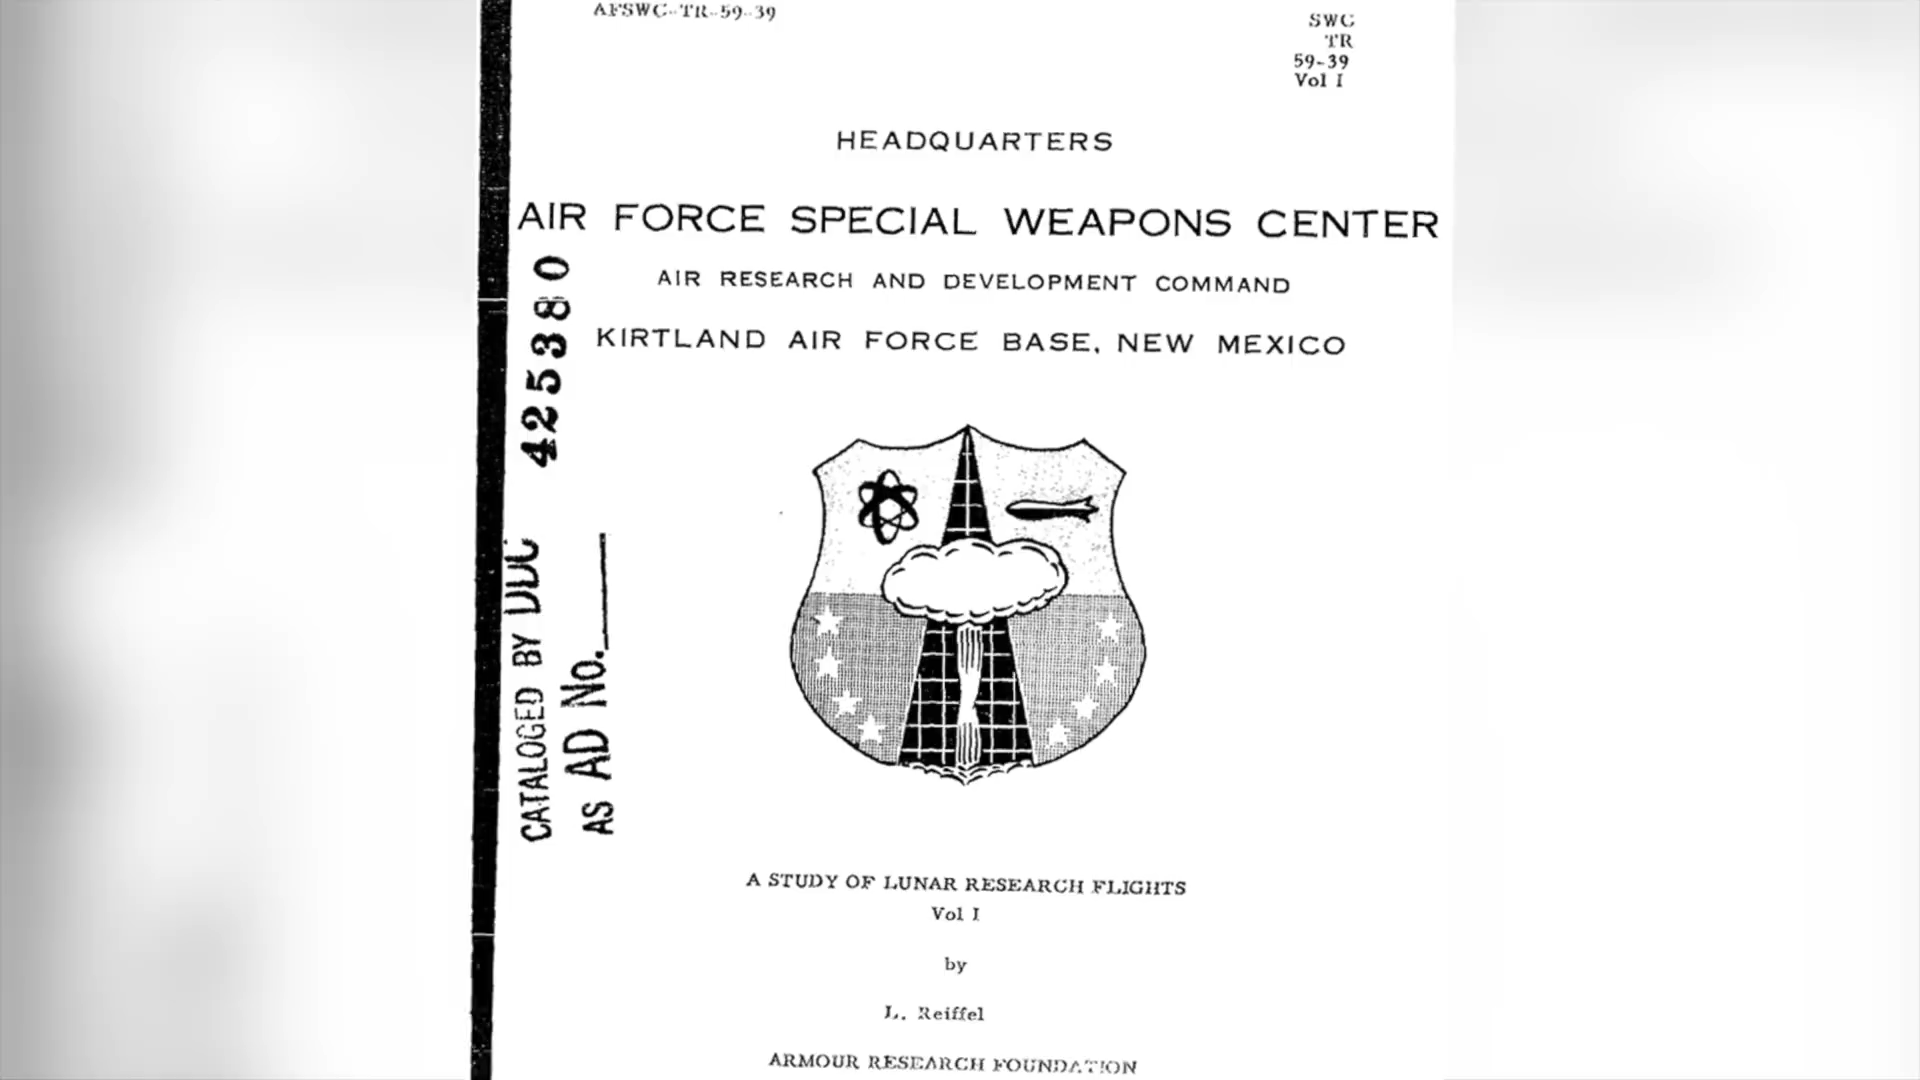 AFSWC-TR-59-39
SWC
TR
59-39
Vol I
HEADQUARTERS
AIR FORCE SPECIAL WEAPONS CENTER
AIR RESEARCH AND DEVELOPMENT COMMAND
KIRTLAND AIR FORCE BASE, NEW MEXICO
425380
CATALOGED BY DDC
AS AD No.
A STUDY OF LUNAR RESEARCH FLIGHTS
Vol I
by
L. Reiffel
ARMOUR RESEARCH FOUNDATION